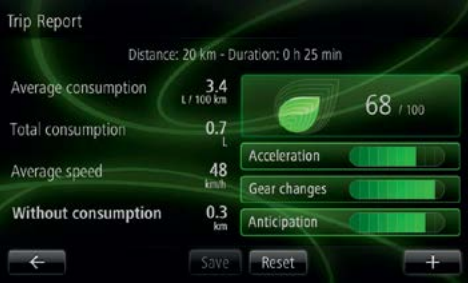 Trip Report
Distance: 20 km - Duration: 0 h 25 min
Average consumption 3.4 L / 100 km
Total consumption 0.7 L
Average speed 48 km/h
Without consumption 0.3 km
68 / 100
Acceleration
Gear changes
Anticipation
Save
Reset
+